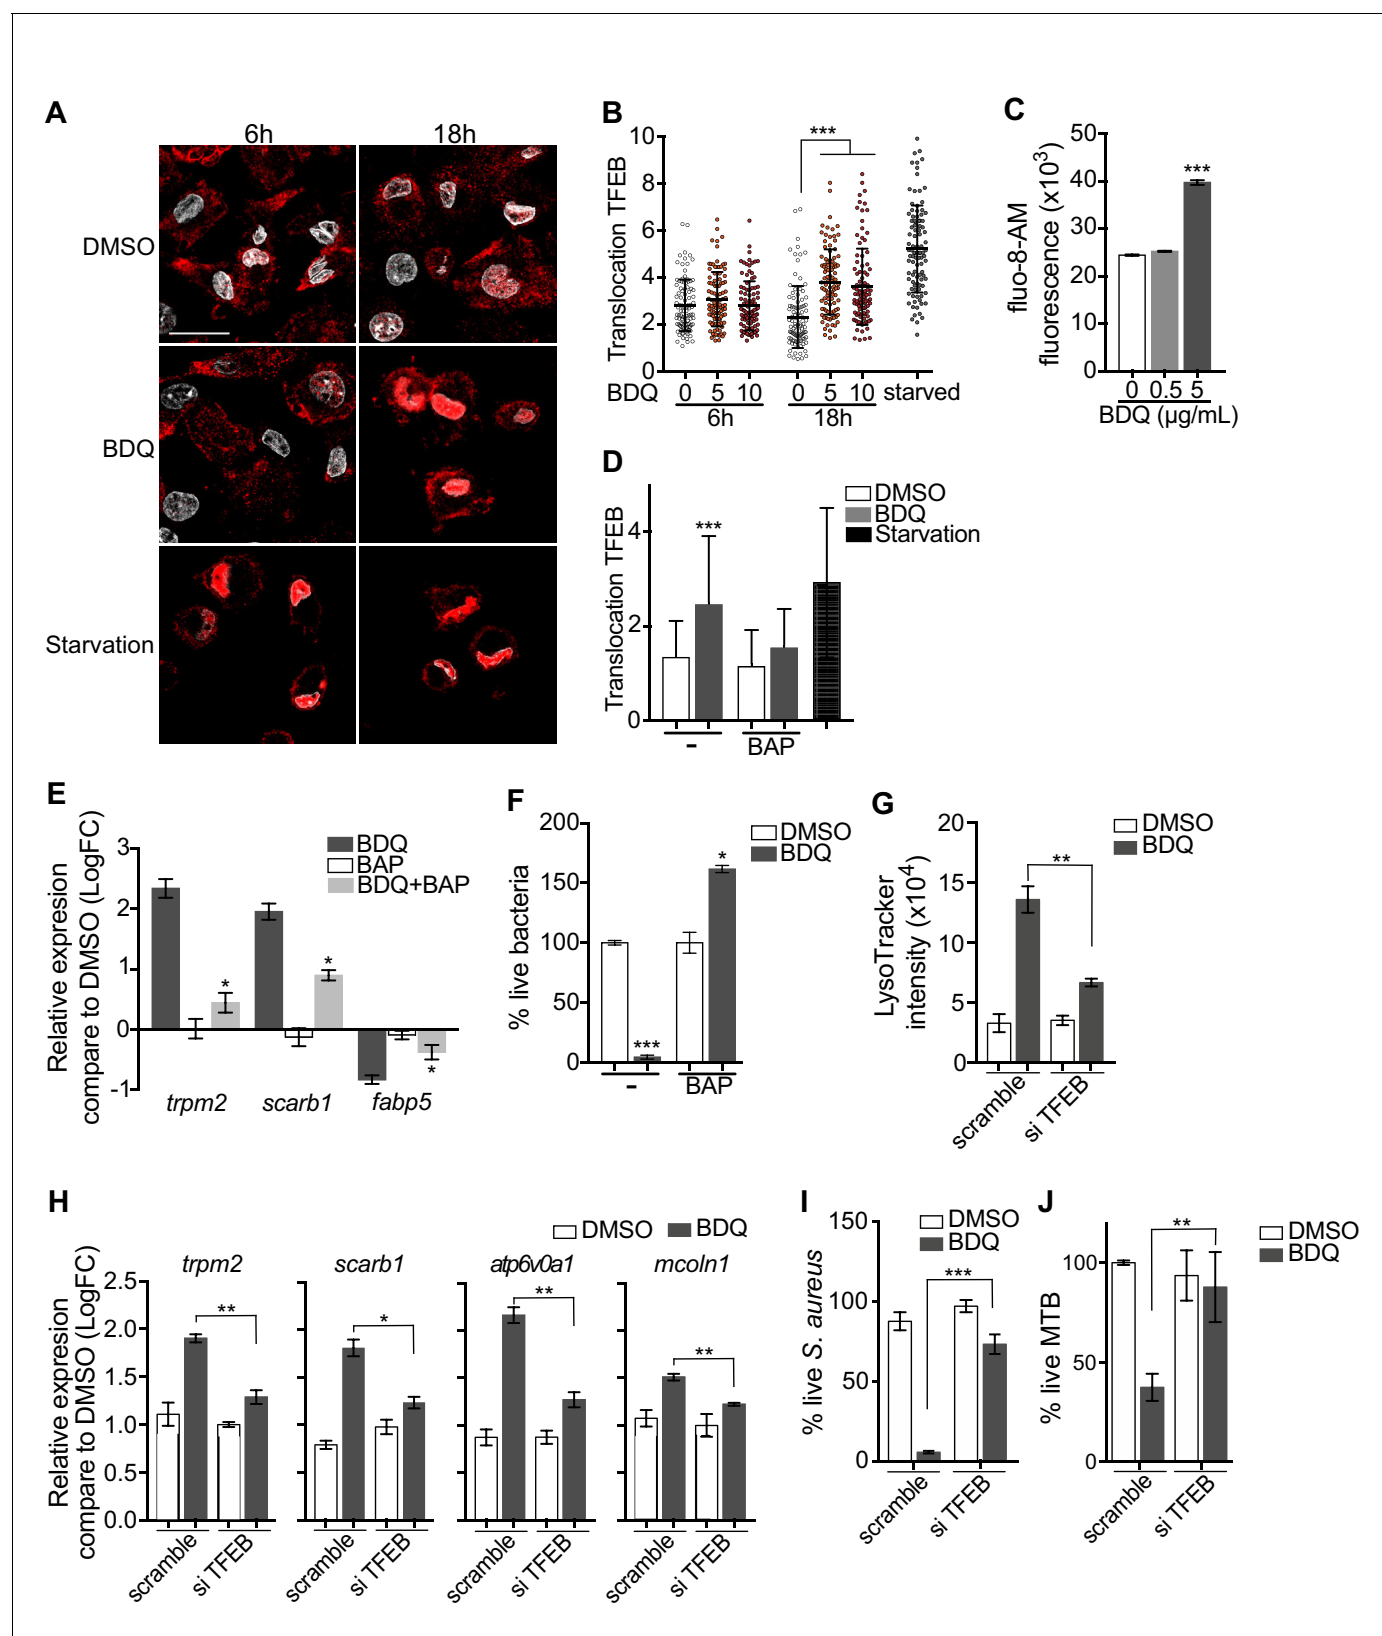 A
6h
18h
DMSO
BDQ
Starvation
B
Translocation TFEB
10
8
6
4
2
0
***
BDQ 0 5 10 0 5 10 starved
6h 18h
C
fluo-8-AM
fluorescence (x10³)
50
40
30
20
10
0
***
0 0.5 5
BDQ (µg/mL)
D
Translocation TFEB
4
2
0
***
- BAP
DMSO
BDQ
Starvation
E
Relative expresion
compare to DMSO (LogFC)
3
2
1
0
-1
* * *
BDQ
BAP
BDQ+BAP
trpm2 scarb1 fabp5
F
% live bacteria
200
150
100
50
0
*** *
DMSO
BDQ
- BAP
G
LysoTracker
intensity (x10⁴)
20
15
10
5
0
**
DMSO
BDQ
scramble si TFEB
H
DMSO BDQ
Relative expresion
compare to DMSO (LogFC)
2.5
2.0
1.5
1.0
0.5
0.0
trpm2 scarb1 atp6v0a1 mcoln1
** * ** **
scramble si TFEB scramble si TFEB scramble si TFEB scramble si TFEB
I
% live S. aureus
150
100
50
0
***
DMSO
BDQ
scramble si TFEB
J
% live MTB
100
50
0
**
DMSO
BDQ
scramble si TFEB